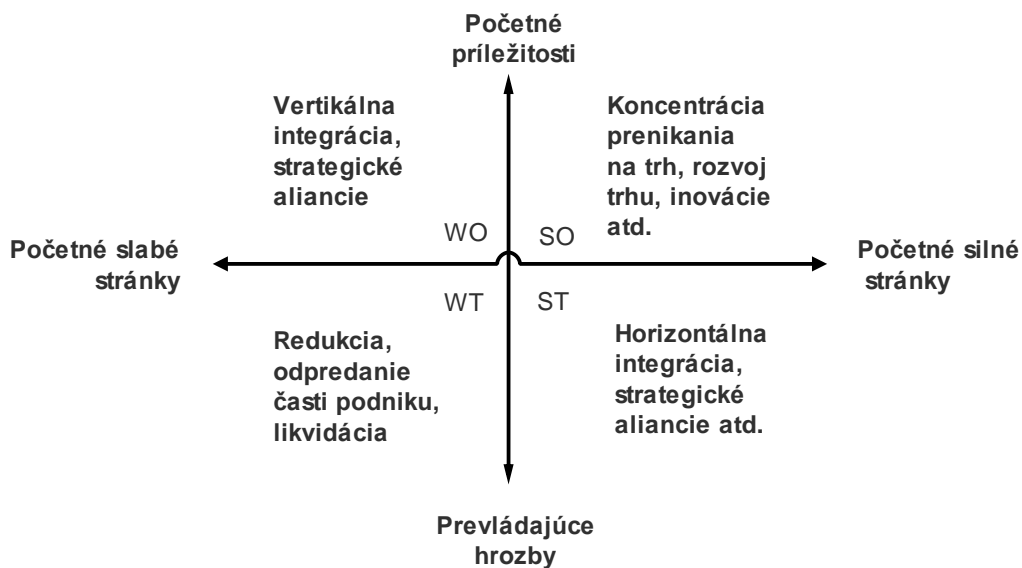 Početné
príležitosti
Vertikálna
integrácia,
strategické
aliancie
Koncentrácia
prenikania
na trh, rozvoj
trhu, inovácie
atd.
WO
SO
Početné slabé
stránky
Početné silné
stránky
WT
ST
Redukcia,
odpredanie
časti podniku,
likvidácia
Horizontálna
integrácia,
strategické
aliancie atd.
Prevládajúce
hrozby